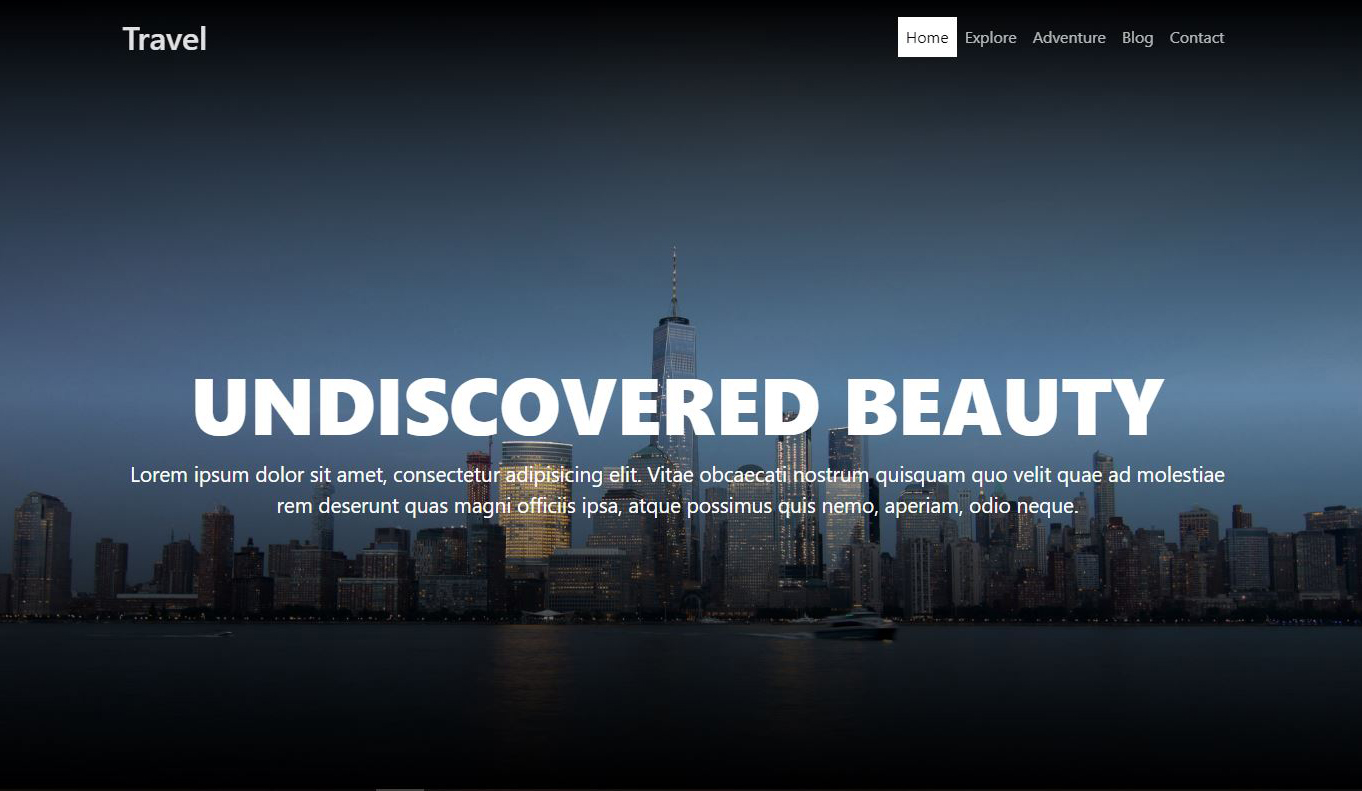 Travel
Home Explore Adventure Blog Contact
UNDISCOVERED BEAUTY
Lorem ipsum dolor sit amet, consectetur adipisicing elit. Vitae obcaecati nostrum quisquam quo velit quae ad molestiae
rem deserunt quas magni officiis ipsa, atque possimus quis nemo, aperiam, odio neque.